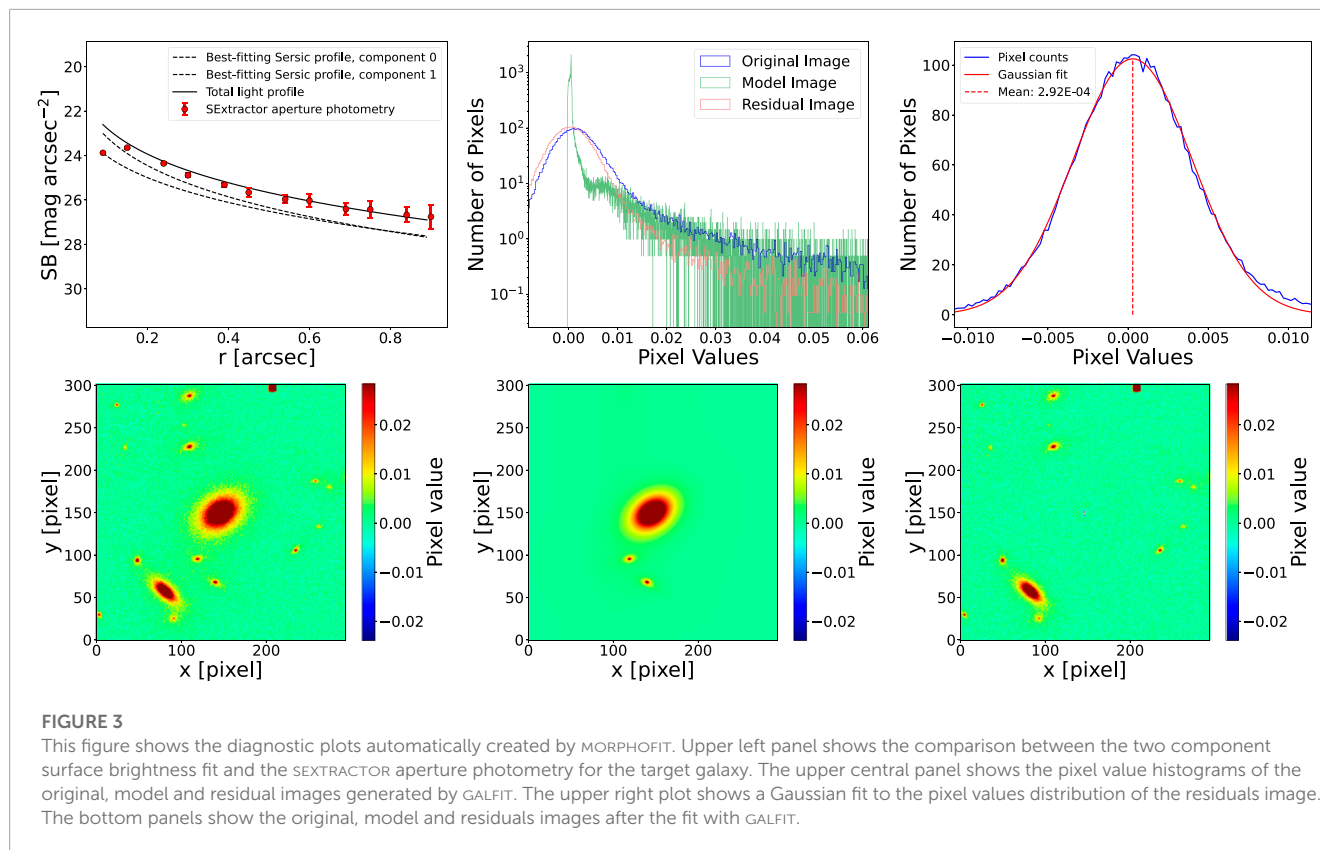 Best-fitting Sersic profile, component 0
Best-fitting Sersic profile, component 1
Total light profile
SExtractor aperture photometry
20
22
24
26
28
30
SB [mag arcsec⁻²]
0.2 0.4 0.6 0.8
r [arcsec]
Original Image
Model Image
Residual Image
10³
10²
10¹
10⁰
10⁻¹
Number of Pixels
0.00 0.01 0.02 0.03 0.04 0.05 0.06
Pixel Values
Pixel counts
Gaussian fit
Mean: 2.92E-04
100
80
60
40
20
0
Number of Pixels
−0.010 −0.005 0.000 0.005 0.010
Pixel Values
300
250
200
150
100
50
0
y [pixel]
0 100 200
x [pixel]
0.02
0.01
0.00
−0.01
−0.02
Pixel value
300
250
200
150
100
50
0
y [pixel]
0 100 200
x [pixel]
0.02
0.01
0.00
−0.01
−0.02
Pixel value
300
250
200
150
100
50
0
y [pixel]
0 100 200
x [pixel]
0.02
0.01
0.00
−0.01
−0.02
Pixel value
FIGURE 3
This figure shows the diagnostic plots automatically created by MORPHOFIT. Upper left panel shows the comparison between the two component
surface brightness fit and the SEXTRACTOR aperture photometry for the target galaxy. The upper central panel shows the pixel value histograms of the
original, model and residual images generated by GALFIT. The upper right plot shows a Gaussian fit to the pixel values distribution of the residuals image.
The bottom panels show the original, model and residuals images after the fit with GALFIT.